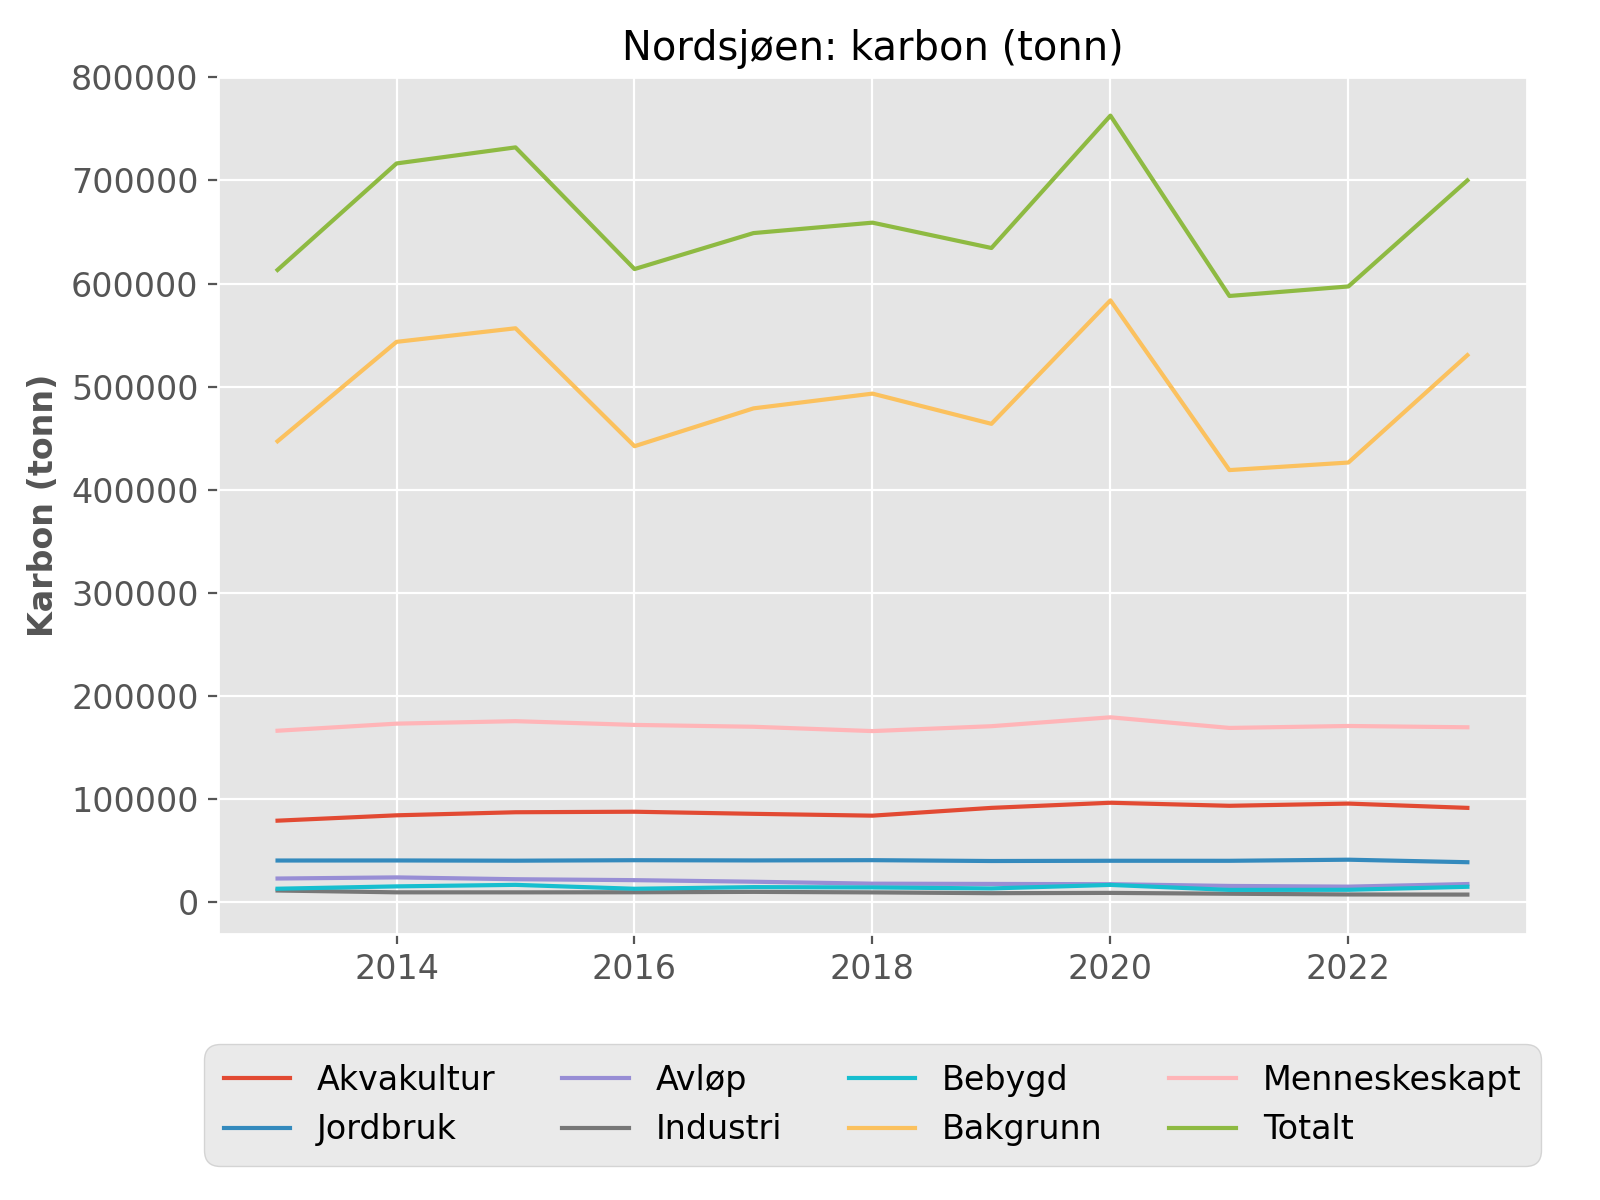 Nordsjøen: karbon (tonn)
800000
700000
600000
500000
400000
300000
200000
100000
0
Karbon (tonn)
2014 2016 2018 2020 2022
Akvakultur Avløp Bebygd Menneskeskapt
Jordbruk Industri Bakgrunn Totalt